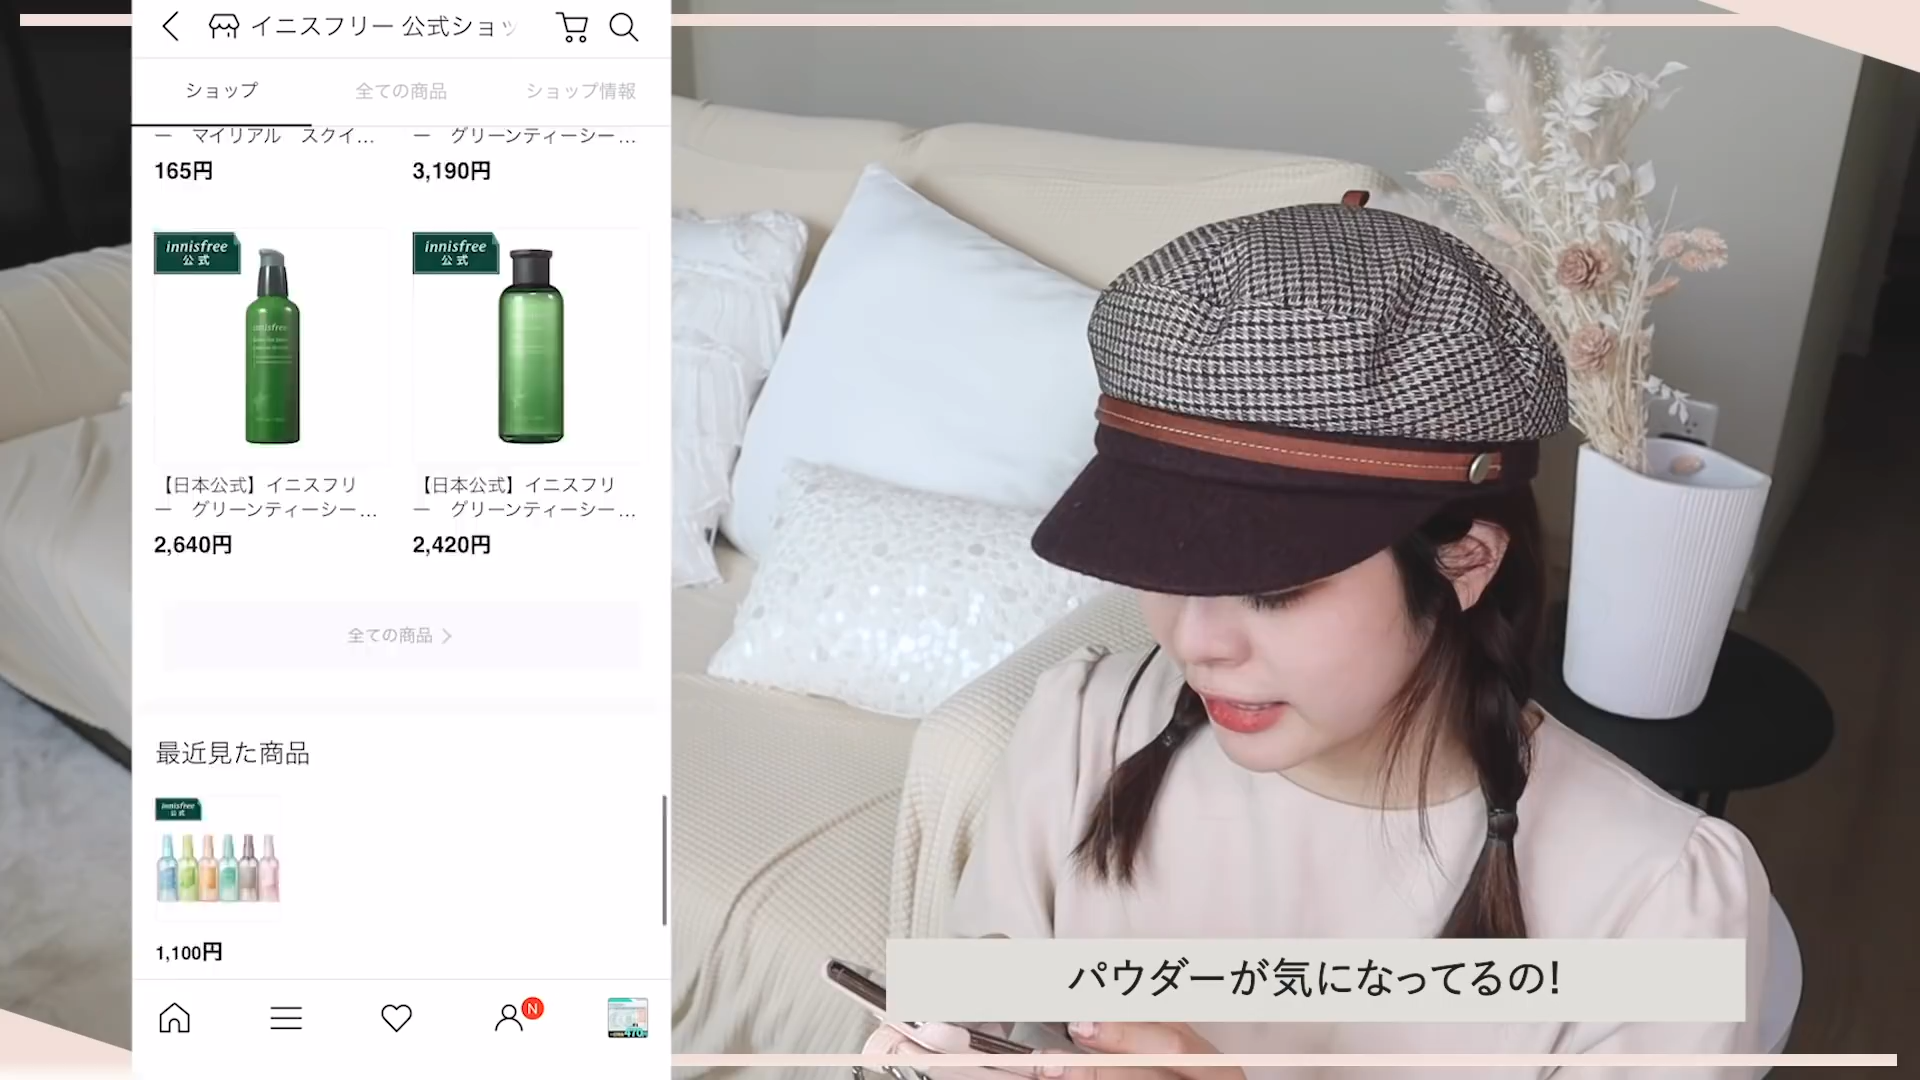 イニスフリー 公式ショッ
ショップ
全ての商品
ショップ情報
ー　マイリアル　スクイ...
ー　グリーンティーシー...
165円
3,190円
innisfree
公式
innisfree
公式
innisfree
【日本公式】イニスフリ
ー　グリーンティーシー...
【日本公式】イニスフリ
ー　グリーンティーシー...
2,640円
2,420円
全ての商品
最近見た商品
innisfree
公式
1,100円
N
パウダーが気になってるの!